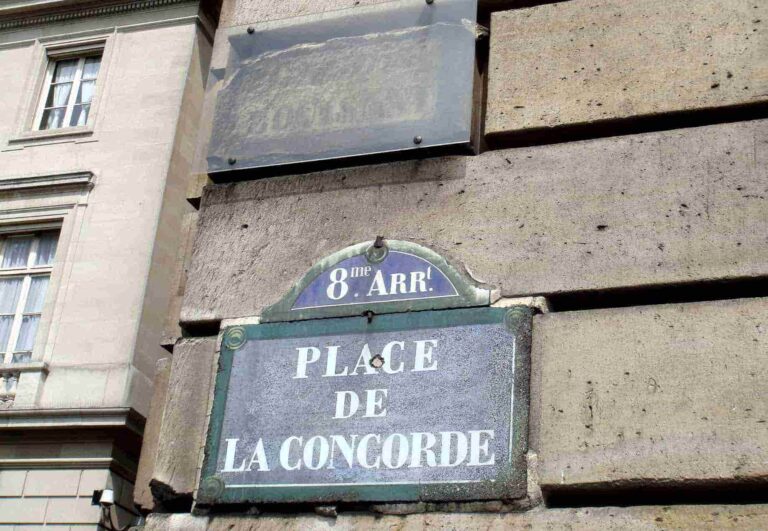 8me. ARRt.
PLACE
DE
LA CONCORDE